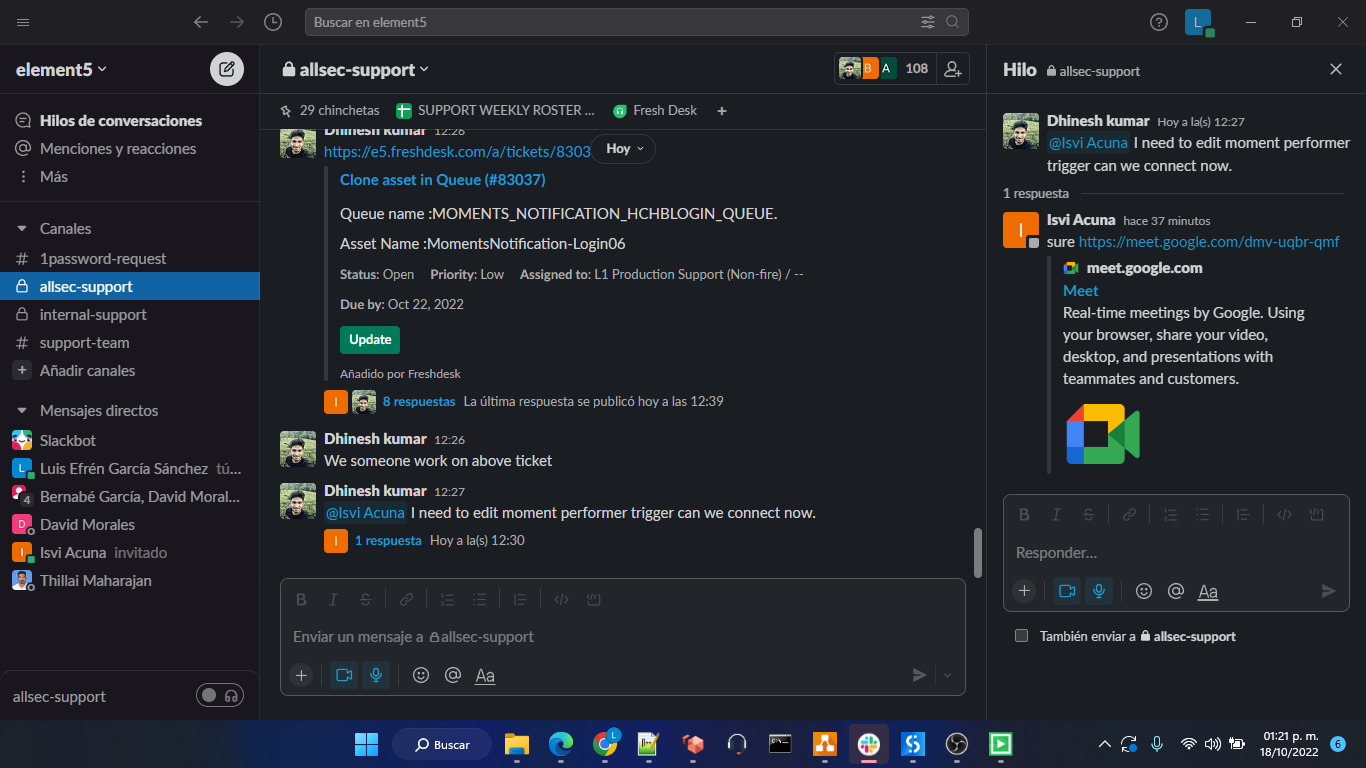 Buscar en element5
L
element5
Hilos de conversaciones
Menciones y reacciones
Más
Canales
# 1password-request
allsec-support
internal-support
# support-team
+ Añadir canales
Mensajes directos
Slackbot
L Luis Efrén García Sánchez tú...
4 Bernabé García, David Moral...
D David Morales
I Isvi Acuna invitado
Thillai Maharajan
allsec-support
allsec-support
B A 108
29 chinchetas SUPPORT WEEKLY ROSTER ... Fresh Desk +
Dhinesh kumar 12:26
https://e5.freshdesk.com/a/tickets/8303
Hoy
Clone asset in Queue (#83037)
Queue name :MOMENTS_NOTIFICATION_HCHBLOGIN_QUEUE.
Asset Name :MomentsNotification-Login06
Status: Open Priority: Low Assigned to: L1 Production Support (Non-fire) / --
Due by: Oct 22, 2022
Update
Añadido por Freshdesk
I 8 respuestas La última respuesta se publicó hoy a las 12:39
Dhinesh kumar 12:26
We someone work on above ticket
Dhinesh kumar 12:27
@Isvi Acuna I need to edit moment performer trigger can we connect now.
I 1 respuesta Hoy a la(s) 12:30
B I S
Enviar un mensaje a allsec-support
+ @ Aa
Hilo allsec-support
Dhinesh kumar Hoy a la(s) 12:27
@Isvi Acuna I need to edit moment performer
trigger can we connect now.
1 respuesta
I Isvi Acuna hace 37 minutos
sure https://meet.google.com/dmv-uqbr-qmf
meet.google.com
Meet
Real-time meetings by Google. Using
your browser, share your video,
desktop, and presentations with
teammates and customers.
B I S
Responder...
+ @ Aa
También enviar a allsec-support
Buscar
L
01:21 p. m.
18/10/2022
6